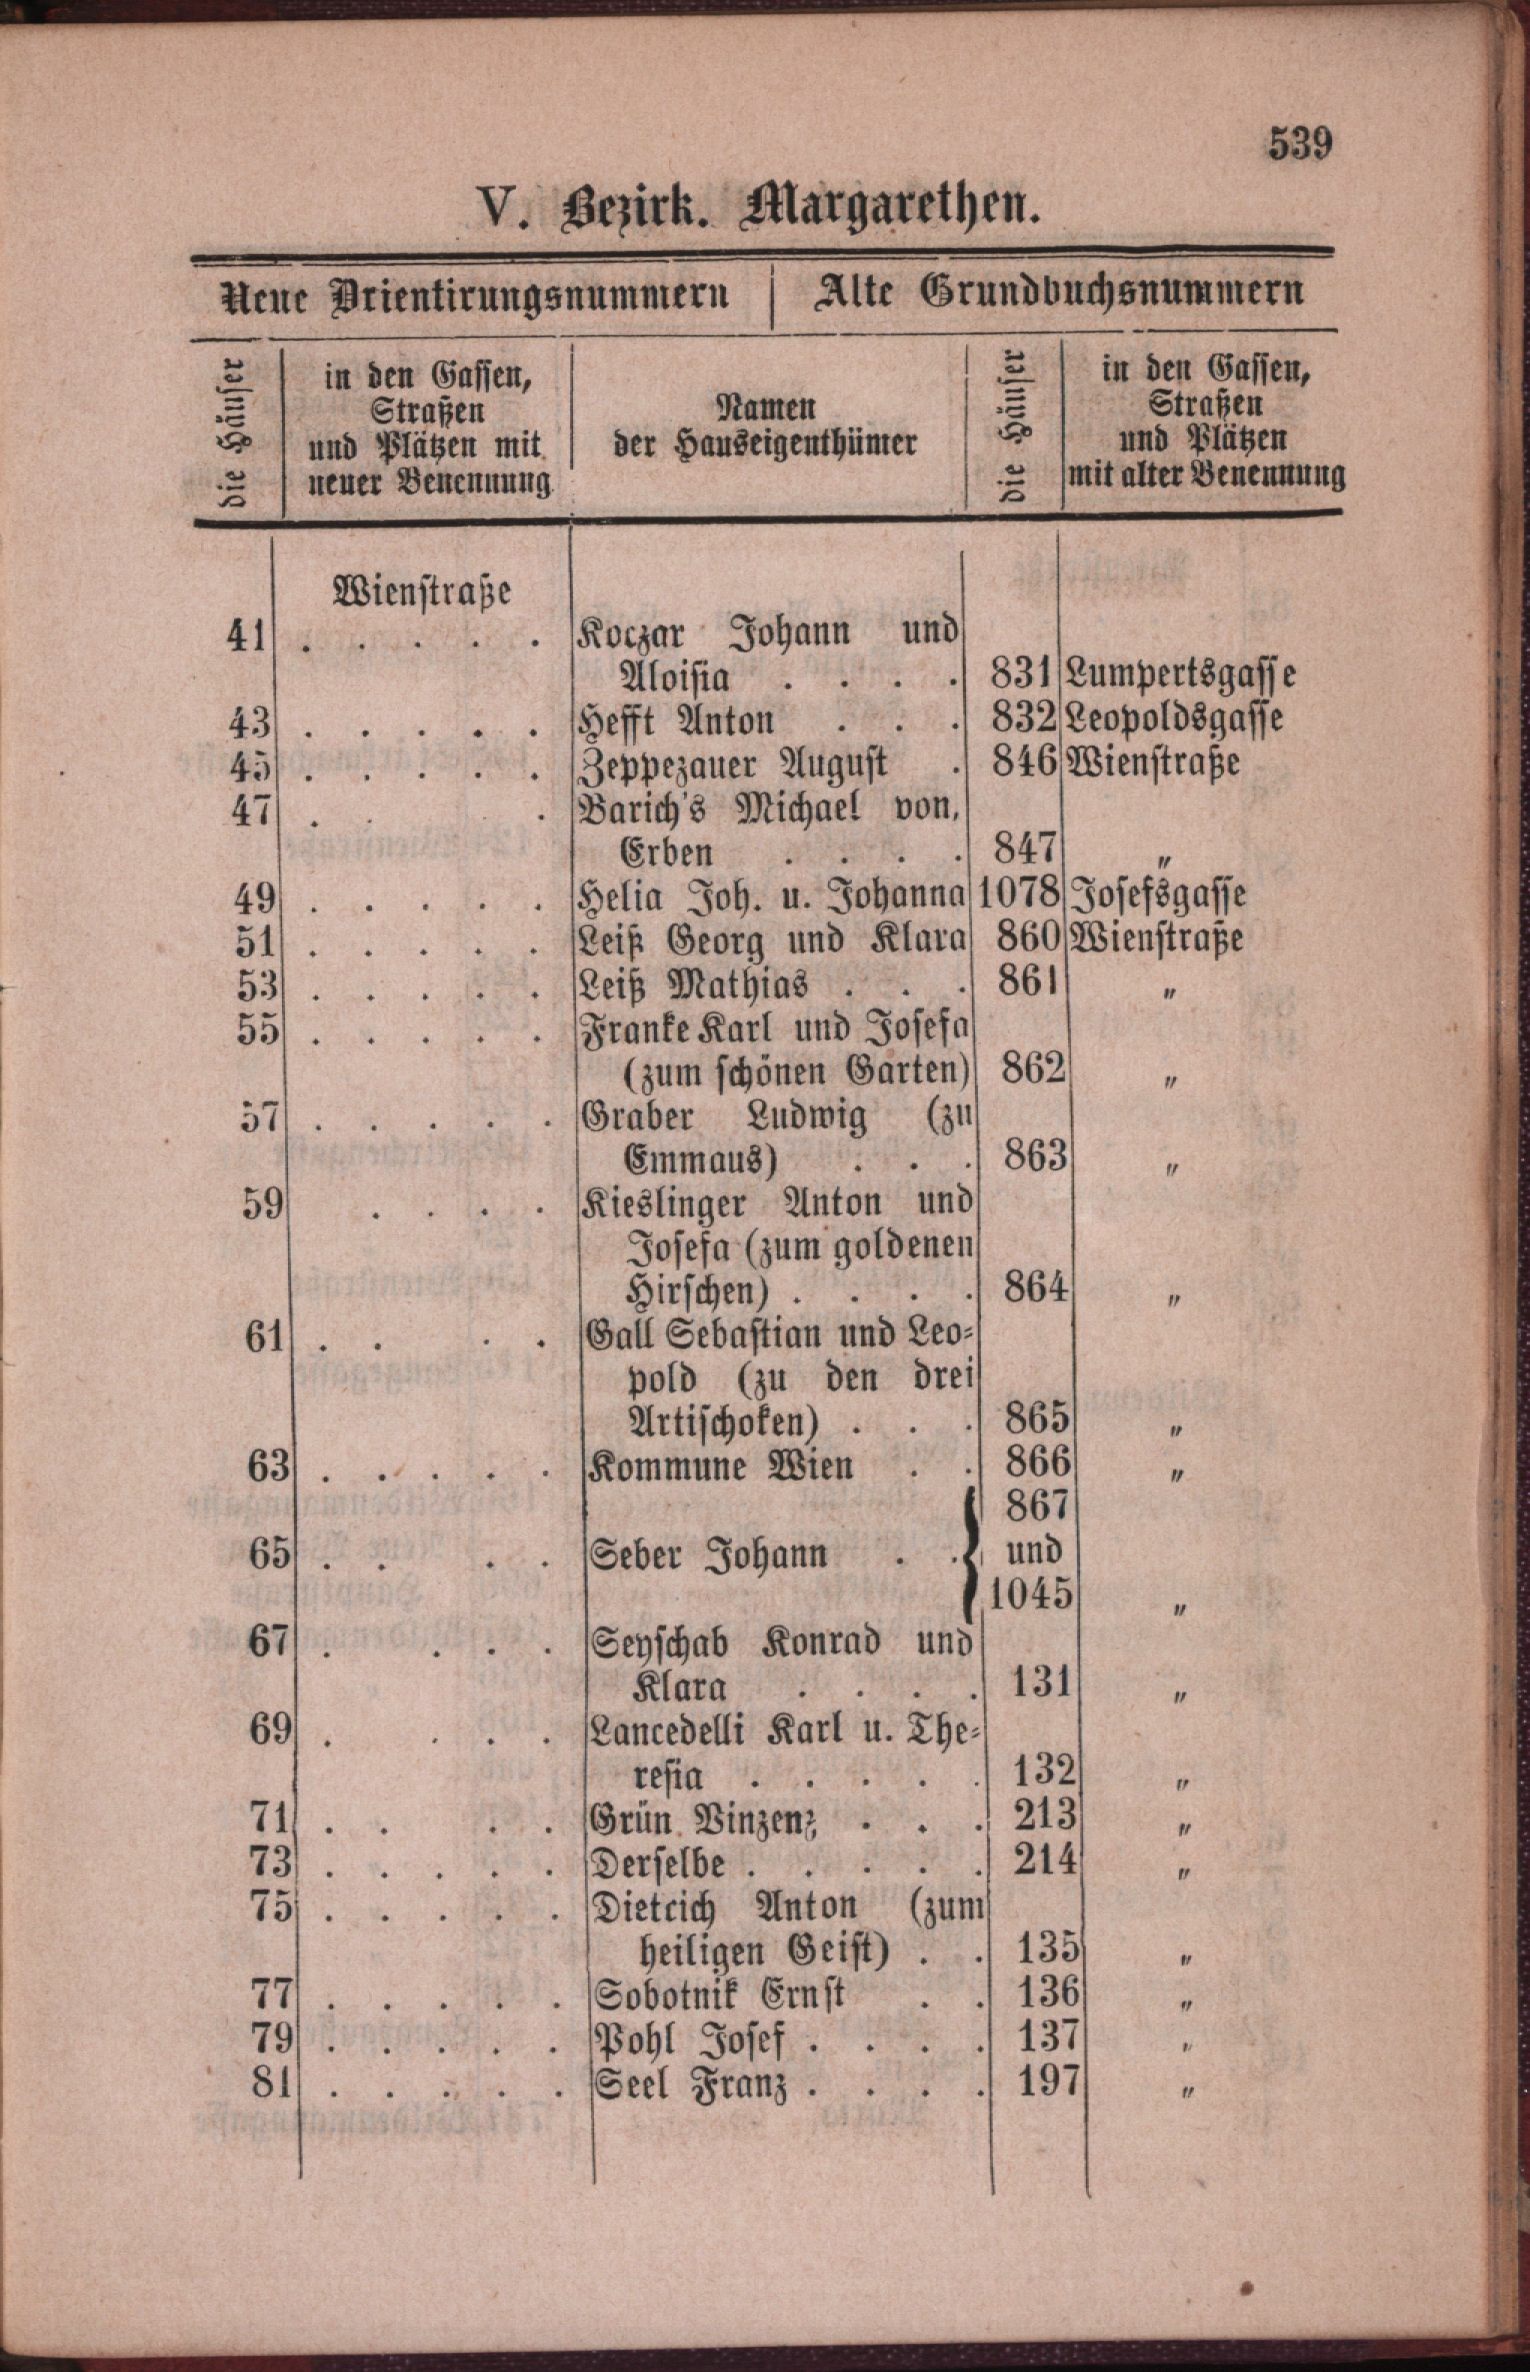 539
V. Bezirk. Margarethen.
Neue Orientirungsnummern | Alte Grundbuchsnummern
die Häuser
in den Gassen,
Straßen
und Plätzen mit
neuer Benennung
Namen
der Hauseigenthümer
die Häuser
in den Gassen,
Straßen
und Plätzen
mit alter Benennung
Wienstraße
41 . . . . . Koczar Johann und
Aloisia . . . . 831 Lumpertsgasse
43 . . . . . Hefft Anton . . . 832 Leopoldsgasse
45 . . . . . Zeppezauer August . 846 Wienstraße
47 . . . Barich's Michael von,
Erben . . . . 847 „
49 . . . . . Helia Joh. u. Johanna 1078 Josefsgasse
51 . . . . . Leiß Georg und Klara 860 Wienstraße
53 . . . . . Leiß Mathias . . . 861 „
55 . . . . . Franke Karl und Josefa
(zum schönen Garten) 862 „
57 . . . . . Graber Ludwig (zu
Emmaus) . . . 863 „
59 . . . . Kieslinger Anton und
Josefa (zum goldenen
Hirschen) . . . . 864 „
61 . . . . Gall Sebastian und Leo-
pold (zu den drei
Artischoken) . . . 865 „
63 . . . . . Kommune Wien . . 866 „
867
65 . . . . Seber Johann . . } und
1045 „
67 . . . . Seyschab Konrad und
Klara . . . . 131 „
69 . . . . Lancedelli Karl u. The-
resia . . . . . 132 „
71 . . . . Grün Vinzenz . . . 213 „
73 . . . . . Derselbe . . . . . 214 „
75 . . . . . Dietrich Anton (zum
heiligen Geist) . . 135 „
77 . . . . . Sobotnik Ernst . . 136 „
79 . . . . . Pohl Josef . . . . 137 „
81 . . . . . Seel Franz . . . . 197 „